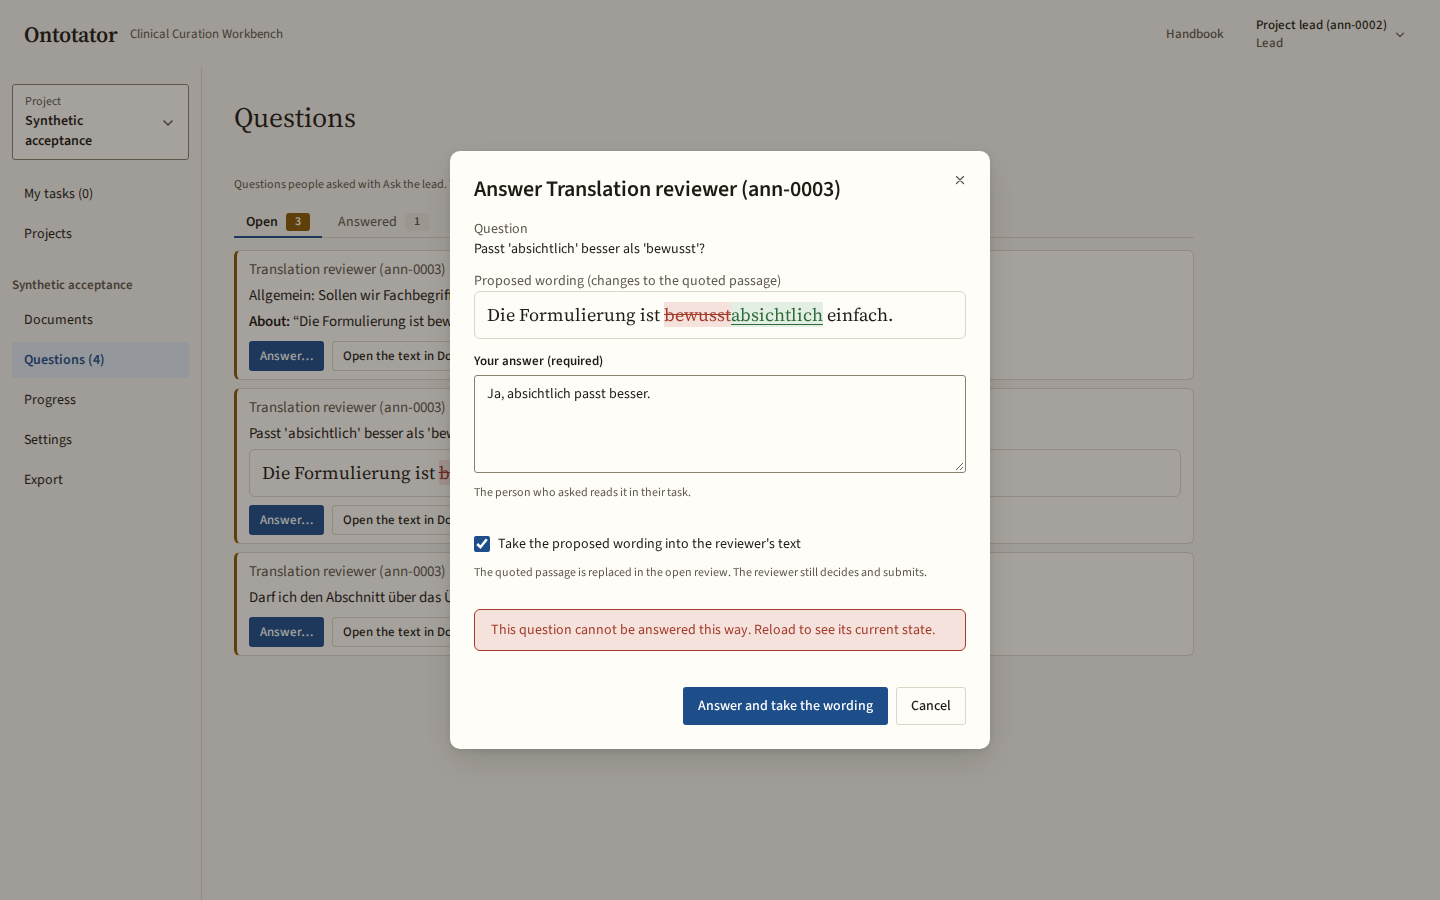 Ontotator
Clinical Curation Workbench
Handbook
Project lead (ann-0002)
Lead
Project
Synthetic
acceptance
My tasks (0)
Projects
Synthetic acceptance
Documents
Questions (4)
Progress
Settings
Export
Questions
Questions people asked with Ask the lead.
Open 3
Answered 1
Translation reviewer (ann-0003)
Allgemein: Sollen wir Fachbegrif
About: “Die Formulierung ist bew
Answer...
Open the text in Do
Translation reviewer (ann-0003)
Passt 'absichtlich' besser als 'bew
Die Formulierung ist b
Answer...
Open the text in Do
Translation reviewer (ann-0003)
Darf ich den Abschnitt über das
Answer...
Open the text in Do
Answer Translation reviewer (ann-0003)
×
Question
Passt 'absichtlich' besser als 'bewusst'?
Proposed wording (changes to the quoted passage)
Die Formulierung ist bewusstabsichtlich einfach.
Your answer (required)
Ja, absichtlich passt besser.
The person who asked reads it in their task.
Take the proposed wording into the reviewer's text
The quoted passage is replaced in the open review. The reviewer still decides and submits.
This question cannot be answered this way. Reload to see its current state.
Answer and take the wording
Cancel